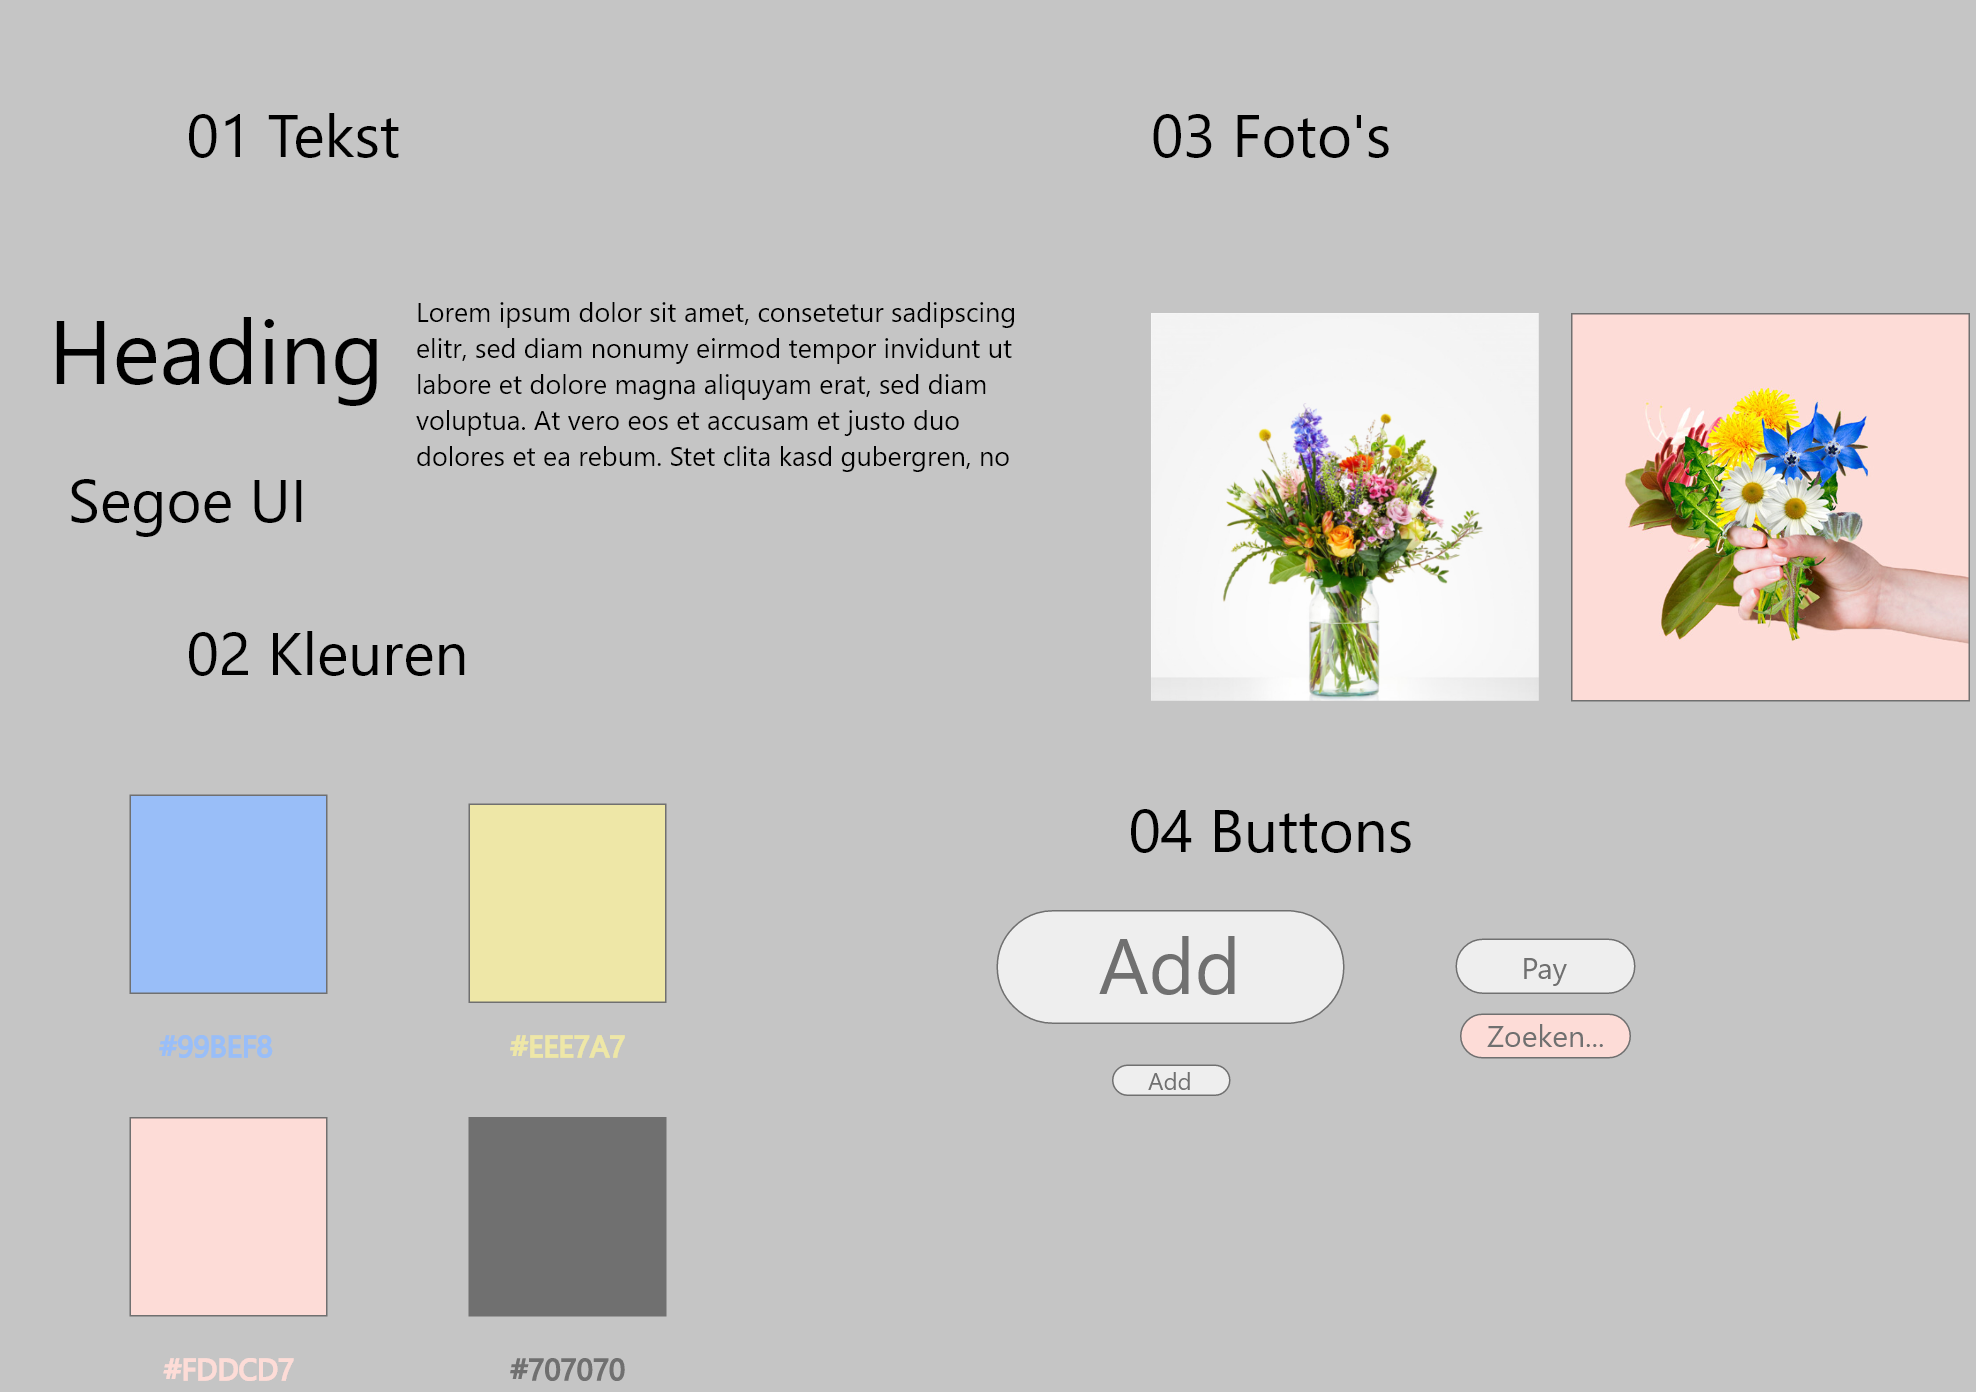 01 Tekst
Heading
Lorem ipsum dolor sit amet, consetetur sadipscing
elitr, sed diam nonumy eirmod tempor invidunt ut
labore et dolore magna aliquyam erat, sed diam
voluptua. At vero eos et accusam et justo duo
dolores et ea rebum. Stet clita kasd gubergren, no
Segoe UI
02 Kleuren
#99BEF8
#EEE7A7
#FDDCD7
#707070
03 Foto's
04 Buttons
Add
Pay
Zoeken...
Add